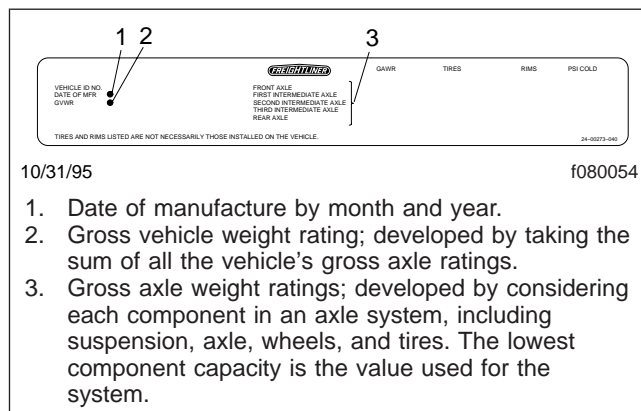 1 2 3
FREIGHTLINER GAWR TIRES RIMS PSI COLD
VEHICLE ID NO.
DATE OF MFR
GVWR
FRONT AXLE
FIRST INTERMEDIATE AXLE
SECOND INTERMEDIATE AXLE
THIRD INTERMEDIATE AXLE
REAR AXLE
TIRES AND RIMS LISTED ARE NOT NECESSARILY THOSE INSTALLED ON THE VEHICLE.
24–00273–040
10/31/95 f080054
1. Date of manufacture by month and year.
2. Gross vehicle weight rating; developed by taking the
sum of all the vehicle's gross axle ratings.
3. Gross axle weight ratings; developed by considering
each component in an axle system, including
suspension, axle, wheels, and tires. The lowest
component capacity is the value used for the
system.